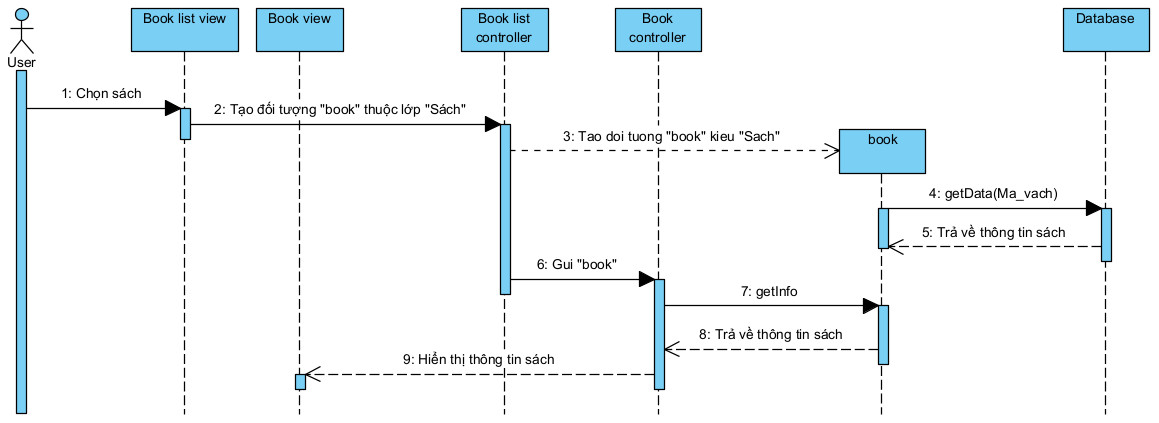 Book list view
Book view
Book list
controller
Book
controller
Database
User
1: Chọn sách
2: Tạo đối tượng "book" thuộc lớp "Sách"
3: Tao doi tuong "book" kieu "Sach"
book
4: getData(Ma_vach)
5: Trả về thông tin sách
6: Gui "book"
7: getInfo
8: Trả về thông tin sách
9: Hiển thị thông tin sách